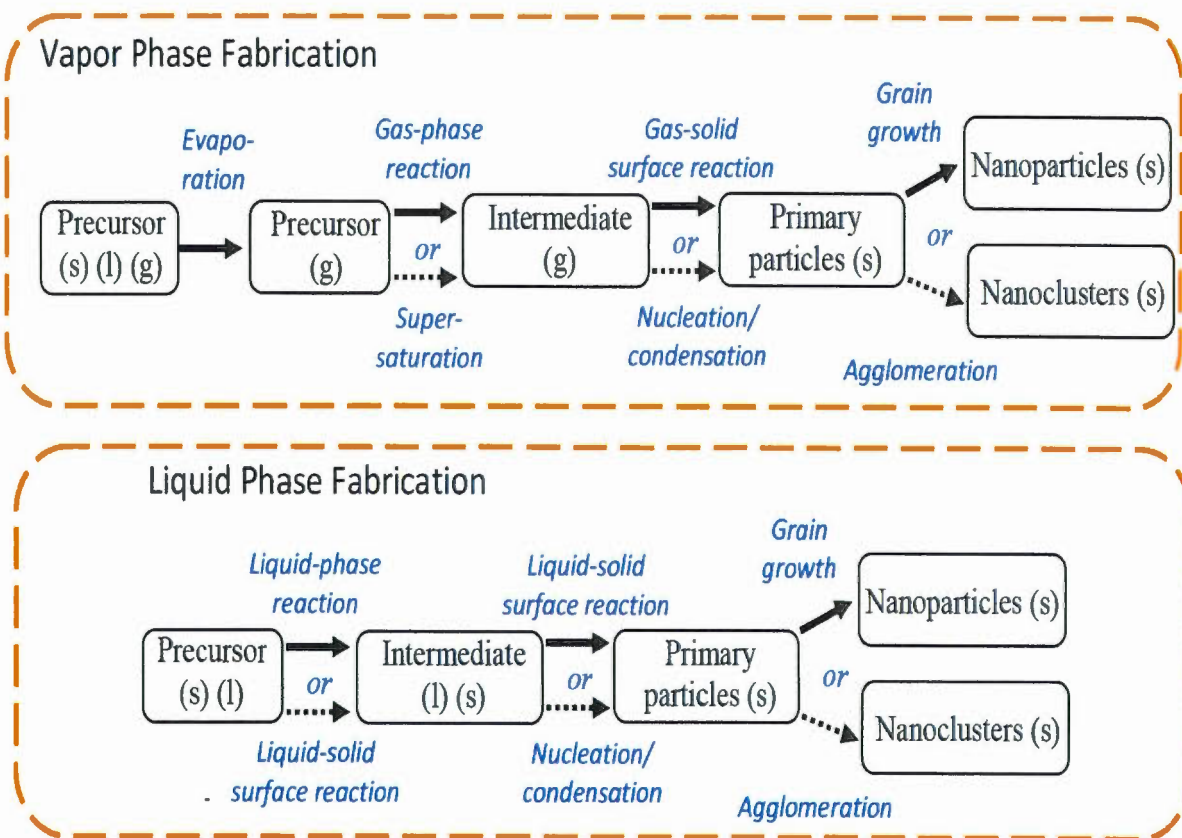 Vapor Phase Fabrication
Evapo-
ration
Gas-phase
reaction
Gas-solid
surface reaction
Grain
growth
Precursor
(s) (l) (g)
Precursor
(g)
or
Intermediate
(g)
or
Primary
particles (s)
or
Nanoparticles (s)
Nanoclusters (s)
Super-
saturation
Nucleation/
condensation
Agglomeration
Liquid Phase Fabrication
Liquid-phase
reaction
Liquid-solid
surface reaction
Grain
growth
Precursor
(s) (l)
or
Intermediate
(l) (s)
or
Primary
particles (s)
or
Nanoparticles (s)
Nanoclusters (s)
Liquid-solid
surface reaction
Nucleation/
condensation
Agglomeration